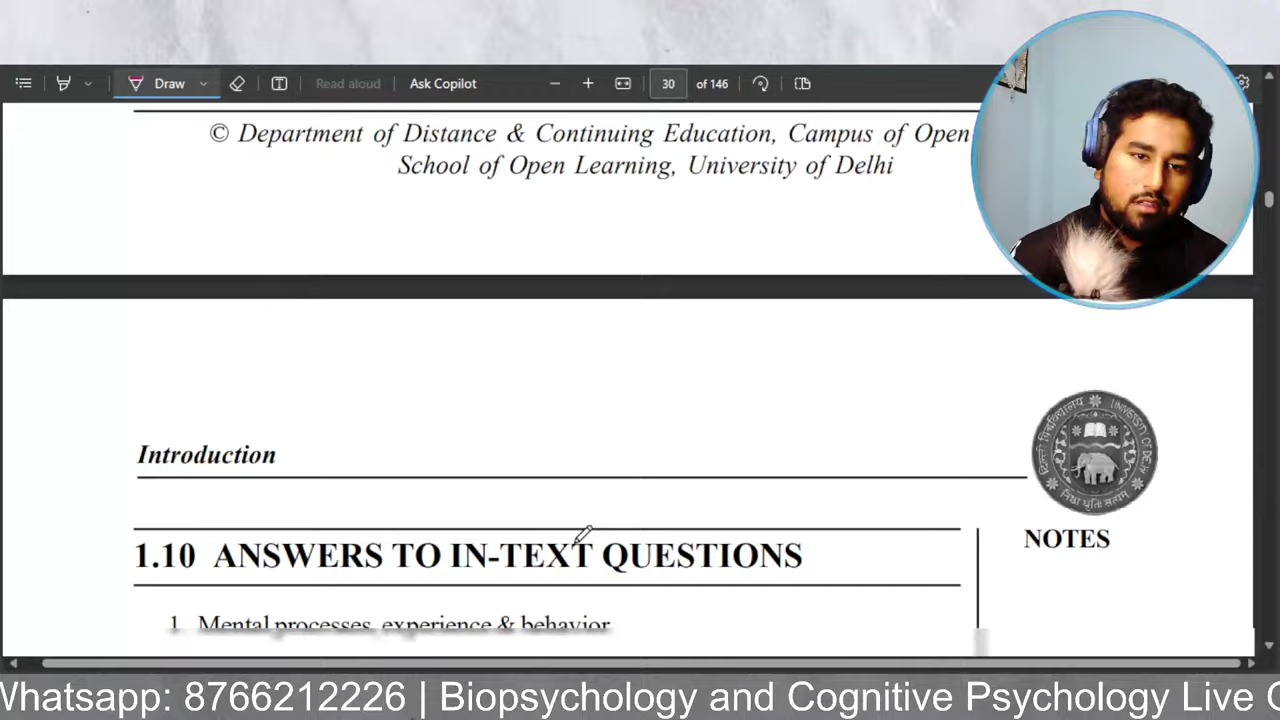 Draw
Read aloud
Ask Copilot
30
of 146
© Department of Distance & Continuing Education, Campus of Open
School of Open Learning, University of Delhi
Introduction
1.10 ANSWERS TO IN-TEXT QUESTIONS
NOTES
1. Mental processes, experience & behavior
Whatsapp: 8766212226 | Biopsychology and Cognitive Psychology Live